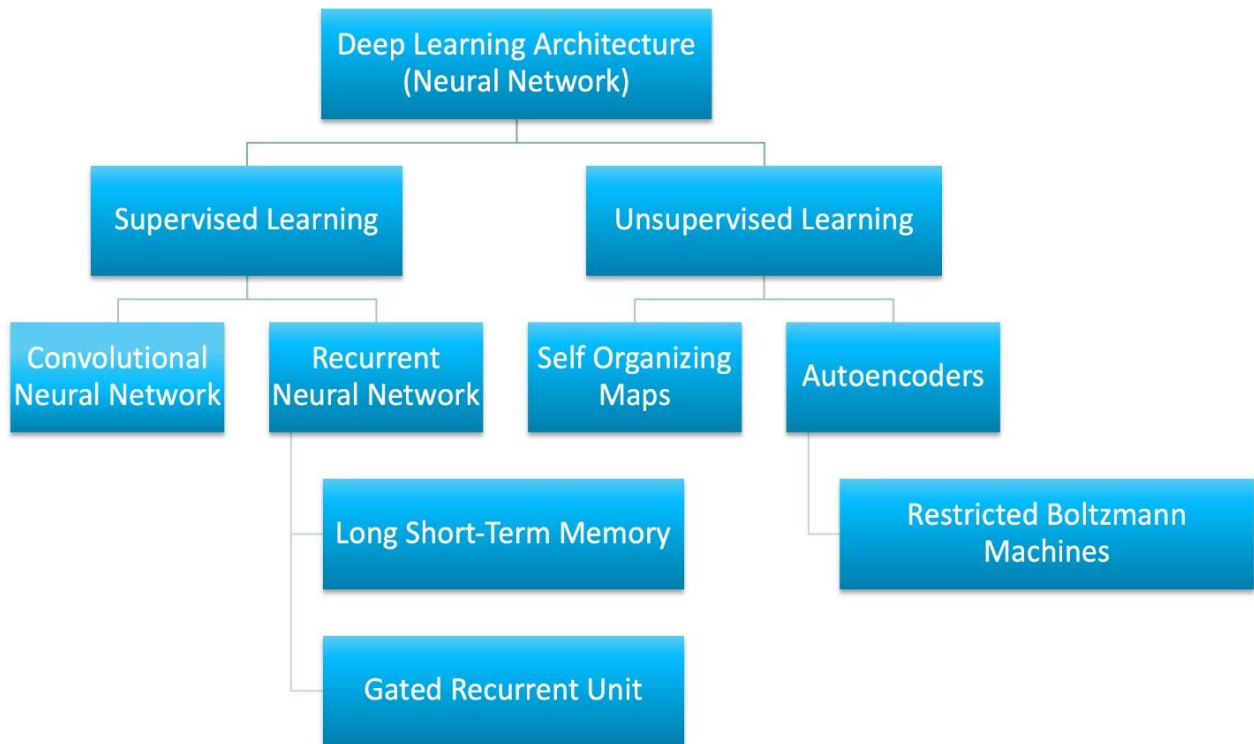 Deep Learning Architecture
(Neural Network)
Supervised Learning
Unsupervised Learning
Convolutional
Neural Network
Recurrent
Neural Network
Self Organizing
Maps
Autoencoders
Long Short-Term Memory
Restricted Boltzmann
Machines
Gated Recurrent Unit